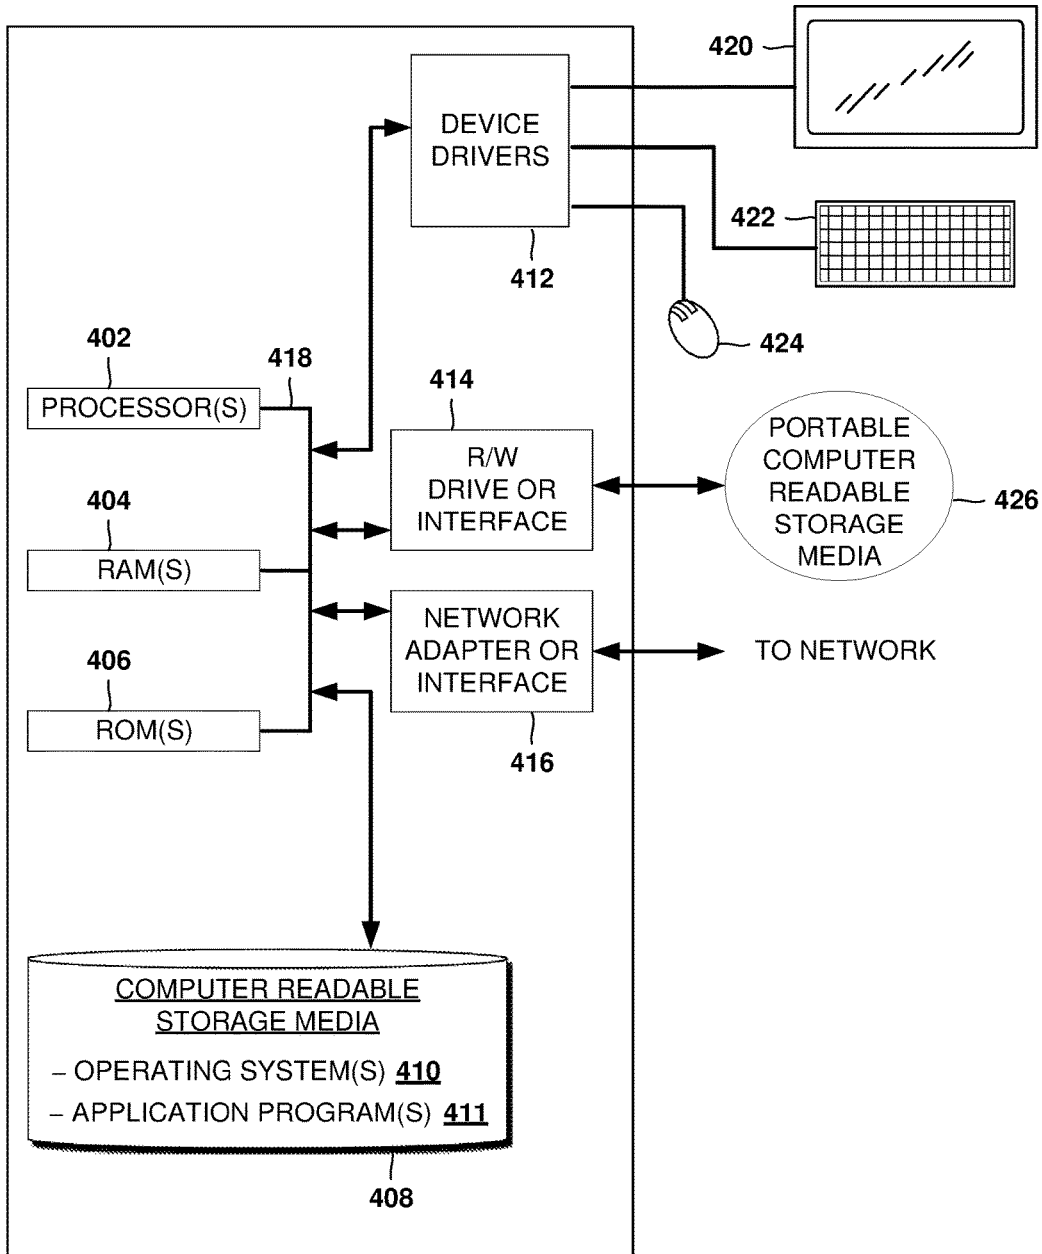 420
DEVICE
DRIVERS
422
412
424
402
418
414
PROCESSOR(S)
R/W
DRIVE OR
INTERFACE
PORTABLE
COMPUTER
READABLE
STORAGE
MEDIA
426
404
RAM(S)
NETWORK
ADAPTER OR
INTERFACE
TO NETWORK
406
ROM(S)
416
COMPUTER READABLE
STORAGE MEDIA
– OPERATING SYSTEM(S) 410
– APPLICATION PROGRAM(S) 411
408